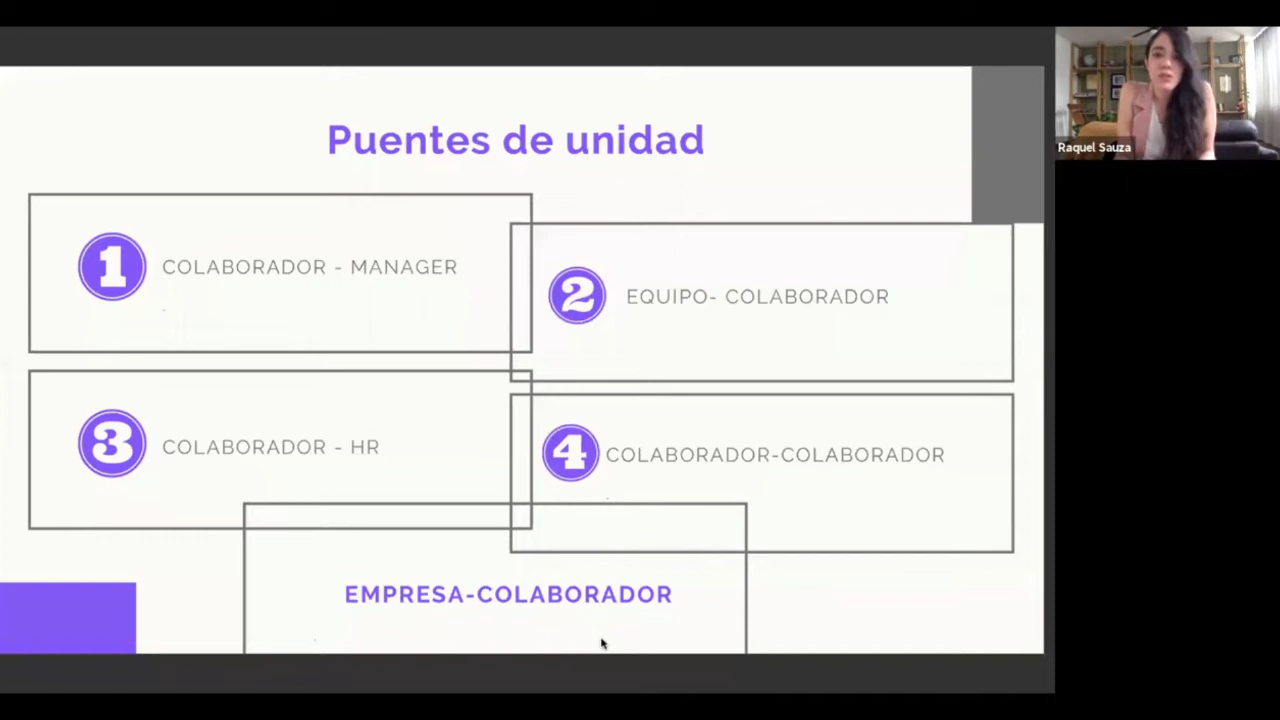 Puentes de unidad
1 COLABORADOR - MANAGER
2 EQUIPO- COLABORADOR
3 COLABORADOR - HR
4 COLABORADOR-COLABORADOR
EMPRESA-COLABORADOR
Raquel Sauza